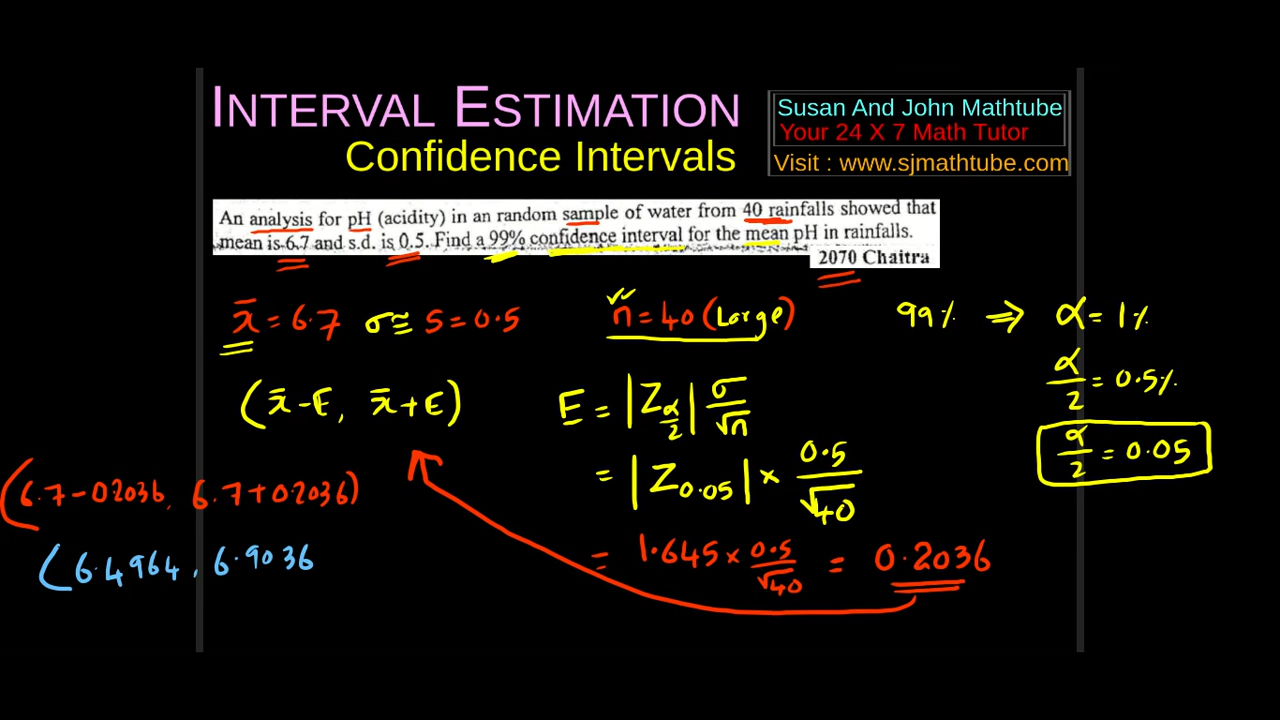 INTERVAL ESTIMATION
Confidence Intervals
Susan And John Mathtube
Your 24 X 7 Math Tutor
Visit : www.sjmathtube.com
An analysis for pH (acidity) in an random sample of water from 40 rainfalls showed that
mean is 6.7 and s.d. is 0.5. Find a 99% confidence interval for the mean pH in rainfalls.
2070 Chaitra
x̄ = 6.7 σ ≅ S = 0.5 n = 40 (Large) 99% ⇒ α = 1%
α/2 = 0.5%
α/2 = 0.05
(x̄ - E, x̄ + E) E = |Z α/2| σ/√n
= |Z 0.05| × 0.5/√40
(6.7 - 0.2036, 6.7 + 0.2036)
= 1.645 × 0.5/√40 = 0.2036
(6.4964, 6.9036